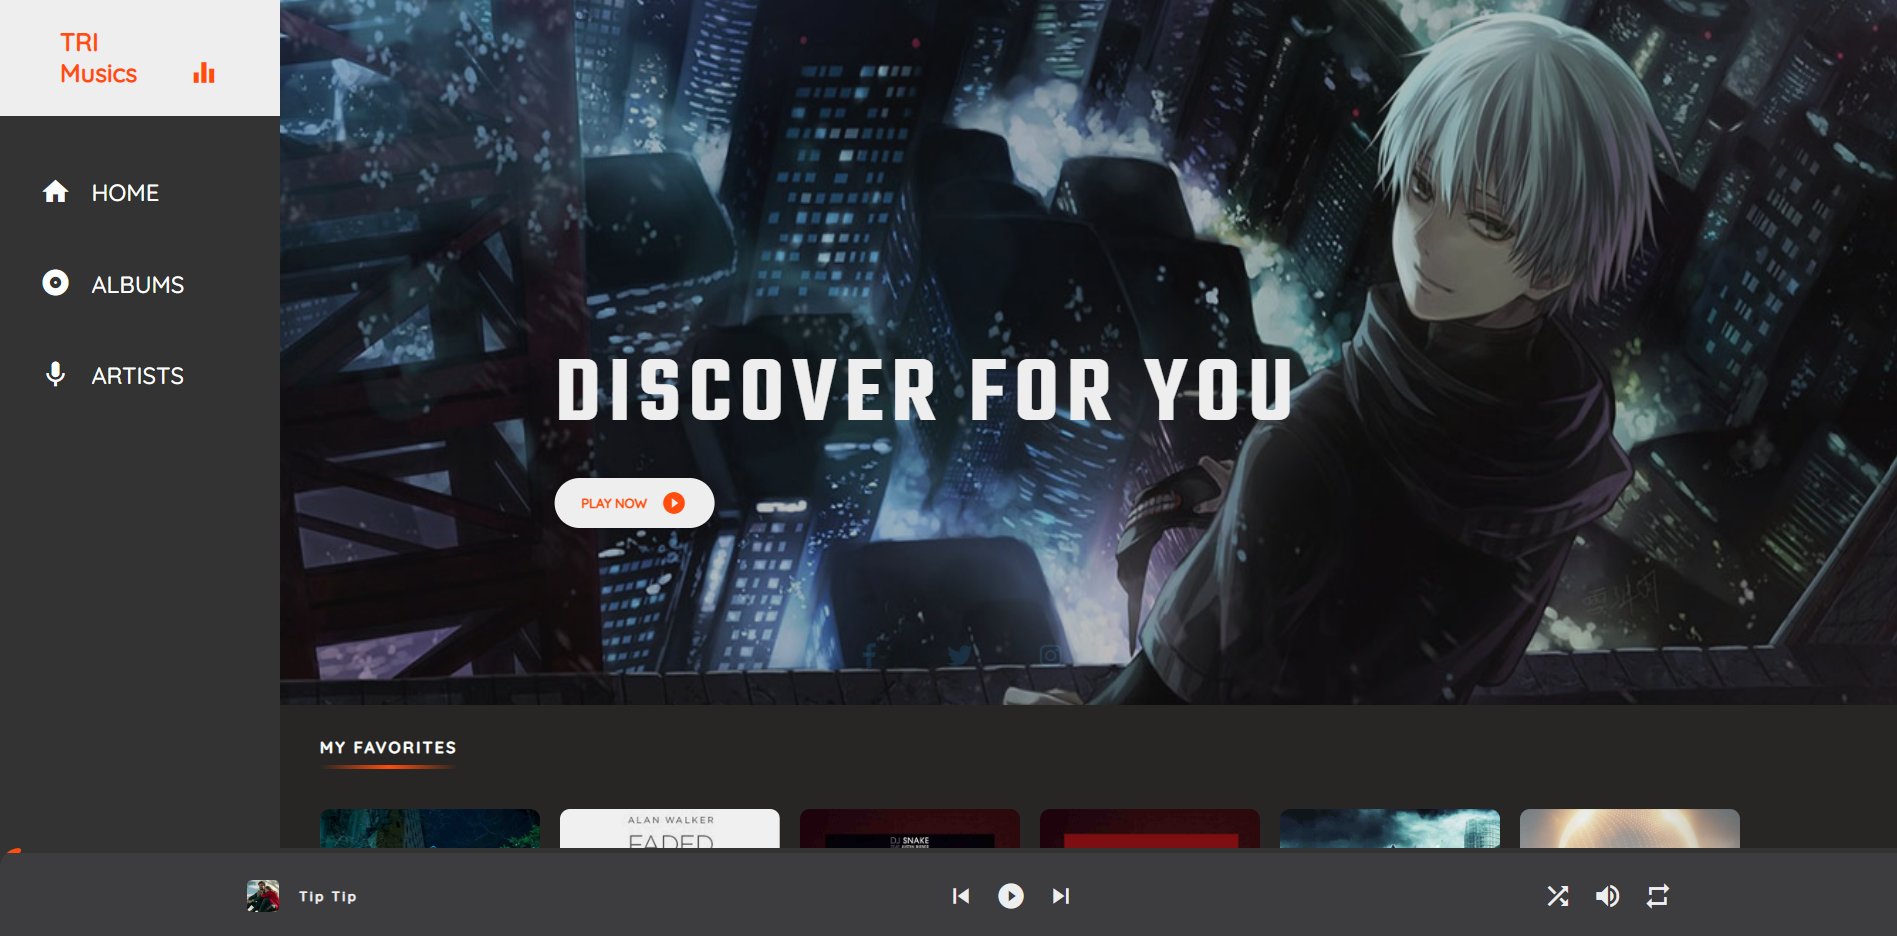 TRI
Musics
HOME
ALBUMS
ARTISTS
DISCOVER FOR YOU
PLAY NOW
MY FAVORITES
ALAN WALKER
FADED
DJ SNAKE
Tip Tip